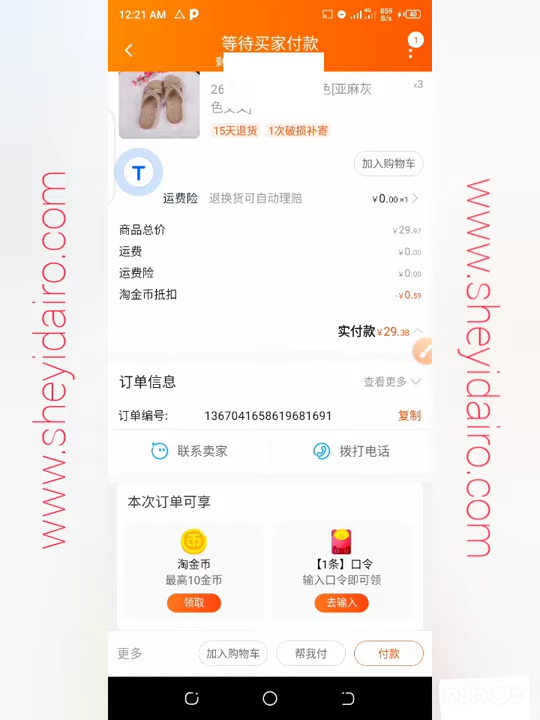 12:21 AM
859 B/s
40
等待买家付款
1
26
色[亚麻灰
x3
15天退货 1次破损补寄
T
加入购物车
运费险 退换货可自动理赔 ¥0.00×1
商品总价 ¥29.97
运费 ¥0.00
运费险 ¥0.00
淘金币抵扣 -¥0.59
实付款 ¥29.38
订单信息 查看更多
订单编号: 1367041658619681691 复制
联系卖家 拨打电话
本次订单可享
淘金币
最高10金币
领取
【1条】口令
输入口令即可领
去输入
更多 加入购物车 帮我付 付款
www.sheyidairo.com
www.sheyidairo.com